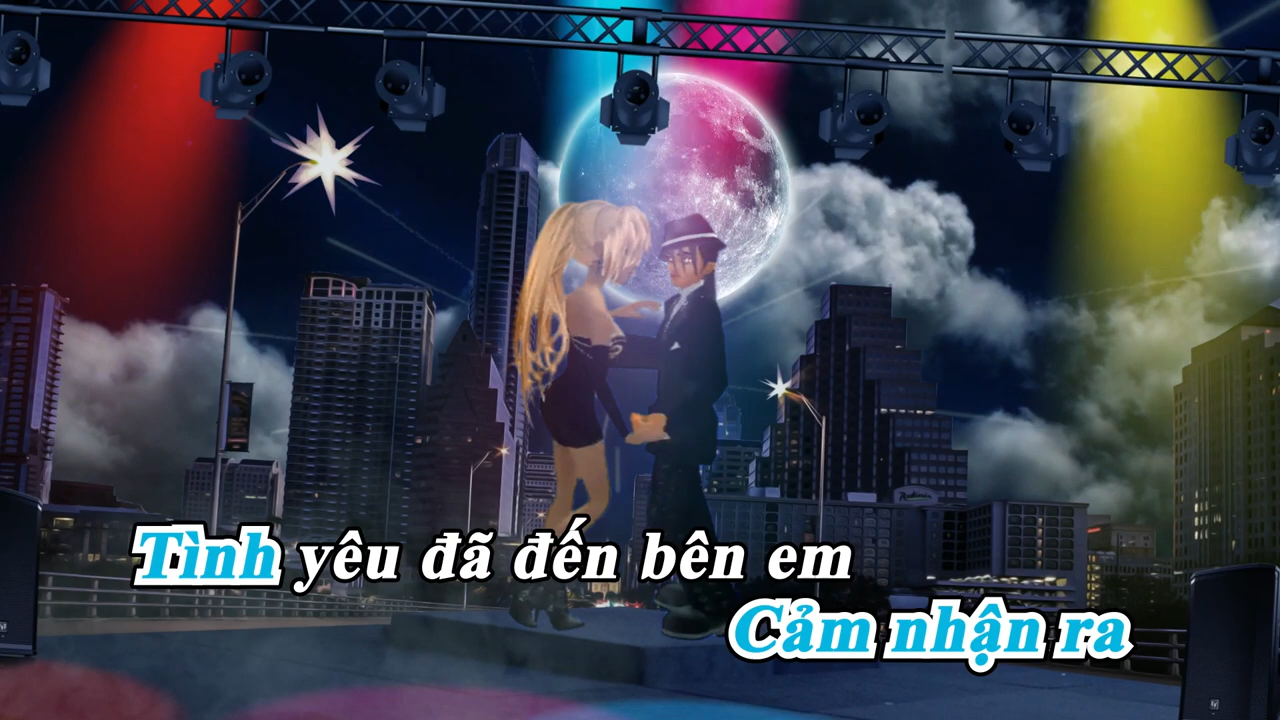 Tình yêu đã đến bên em
Cảm nhận ra